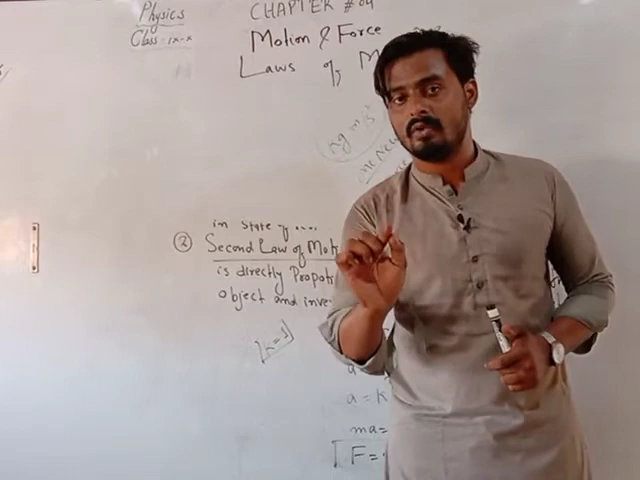 Physics
Class-ix-x
CHAPTER #04
Motion & Force
Laws of M
in state of
② Second Law of Moti
is directly Propoti
object and inve
a = K
ma=
F=